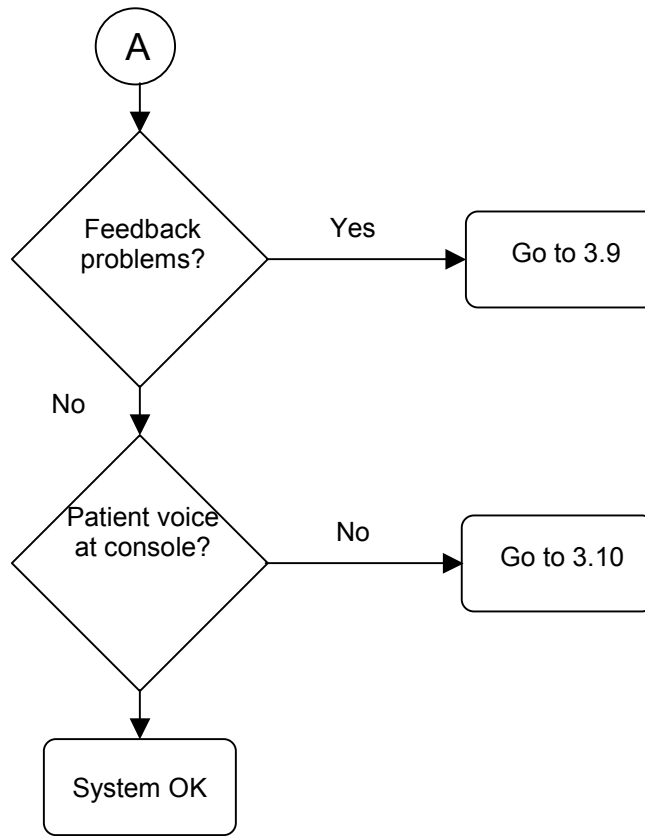 A
Feedback
problems?
Yes
Go to 3.9
No
Patient voice
at console?
No
Go to 3.10
System OK